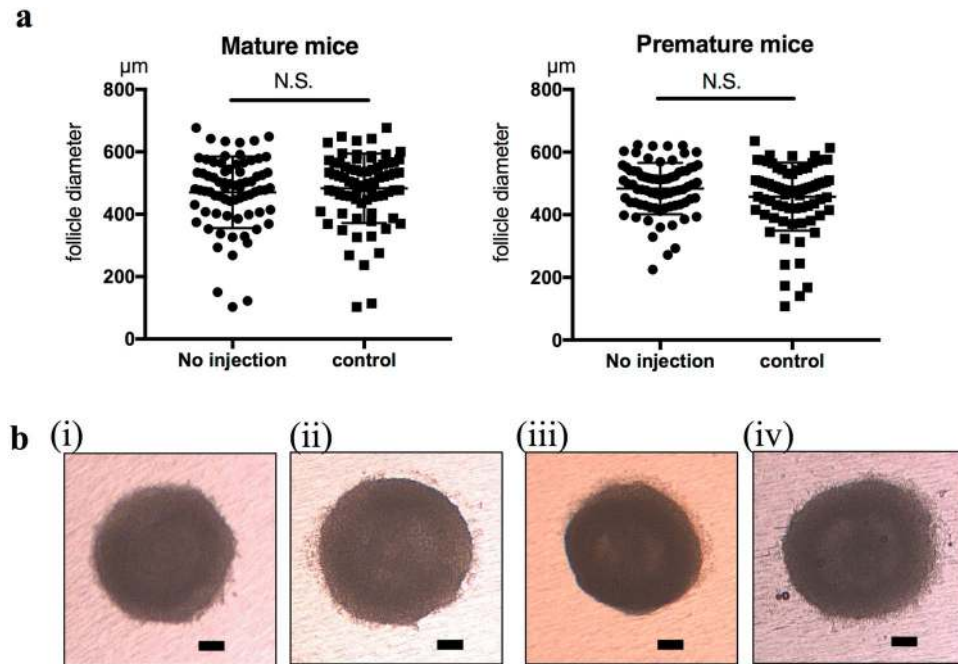 a
Mature mice
µm
N.S.
800
600
400
200
0
follicle diameter
No injection
control
Premature mice
µm
N.S.
800
600
400
200
0
follicle diameter
No injection
control
b
(i)
(ii)
(iii)
(iv)